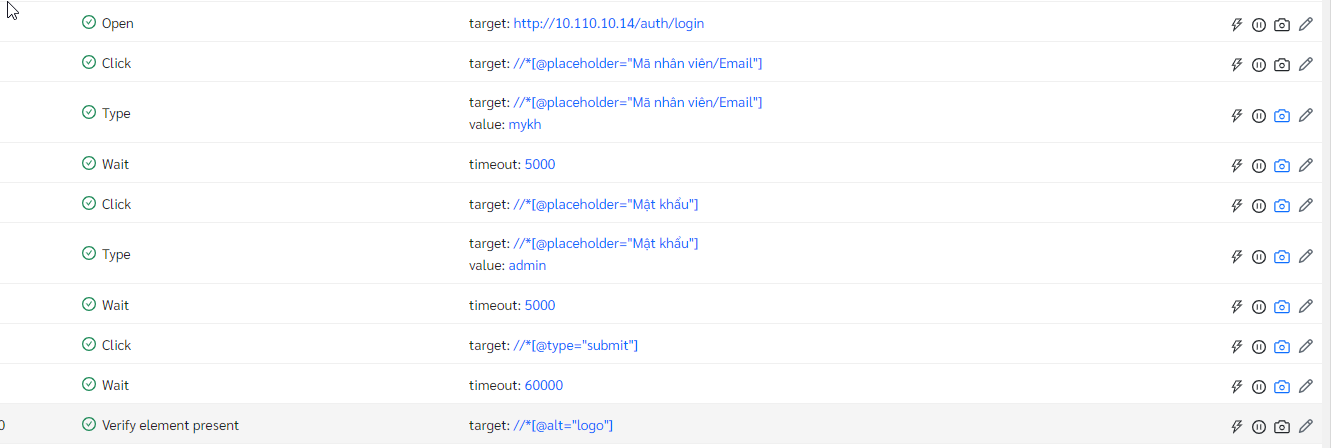 Open target: http://10.110.10.14/auth/login
Click target: //*[@placeholder="Mã nhân viên/Email"]
Type target: //*[@placeholder="Mã nhân viên/Email"]
value: mykh
Wait timeout: 5000
Click target: //*[@placeholder="Mật khẩu"]
Type target: //*[@placeholder="Mật khẩu"]
value: admin
Wait timeout: 5000
Click target: //*[@type="submit"]
Wait timeout: 60000
0 Verify element present target: //*[@alt="logo"]